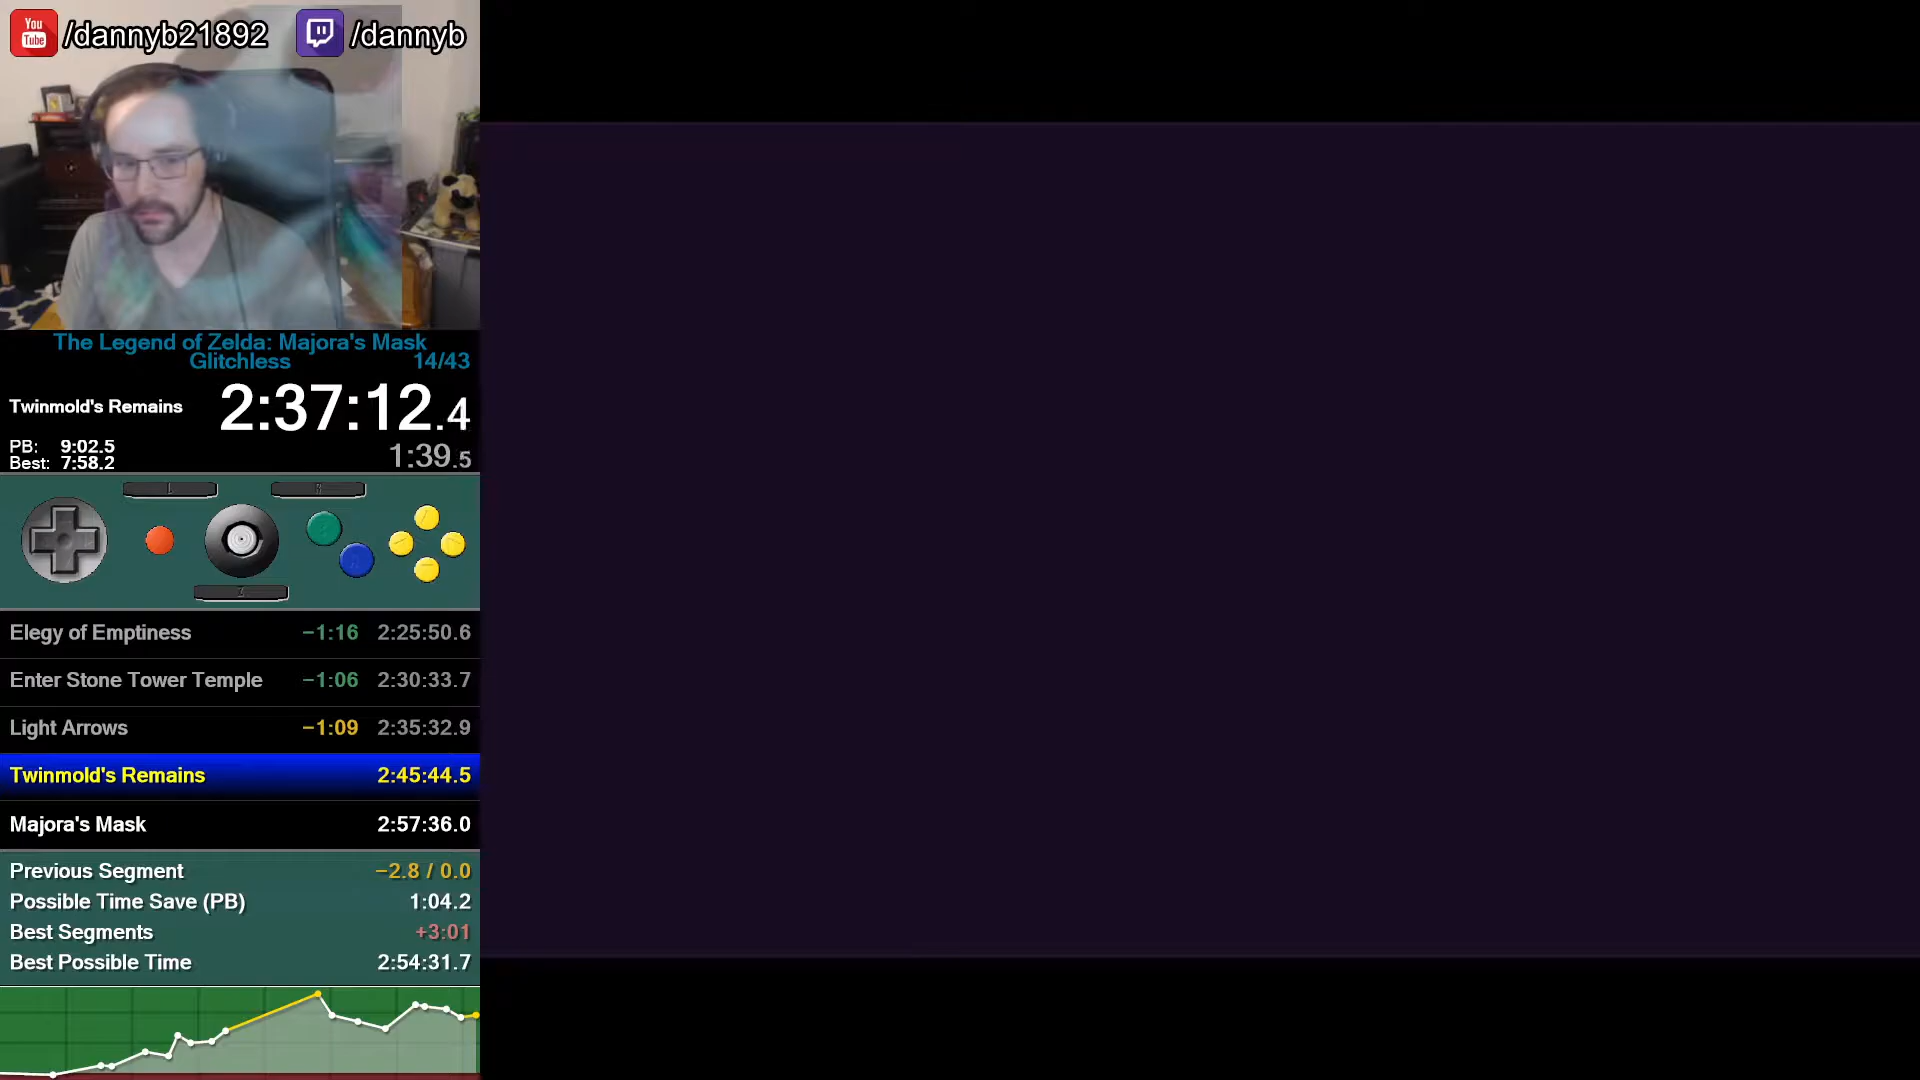 You Tube /dannyb21892 /dannyb
The Legend of Zelda: Majora's Mask
Glitchless 14/43
Twinmold's Remains 2:37:12.4
PB: 9:02.5
Best: 7:58.2 1:39.5
L R
Z
Elegy of Emptiness −1:16 2:25:50.6
Enter Stone Tower Temple −1:06 2:30:33.7
Light Arrows −1:09 2:35:32.9
Twinmold's Remains 2:45:44.5
Majora's Mask 2:57:36.0
Previous Segment −2.8 / 0.0
Possible Time Save (PB) 1:04.2
Best Segments +3:01
Best Possible Time 2:54:31.7